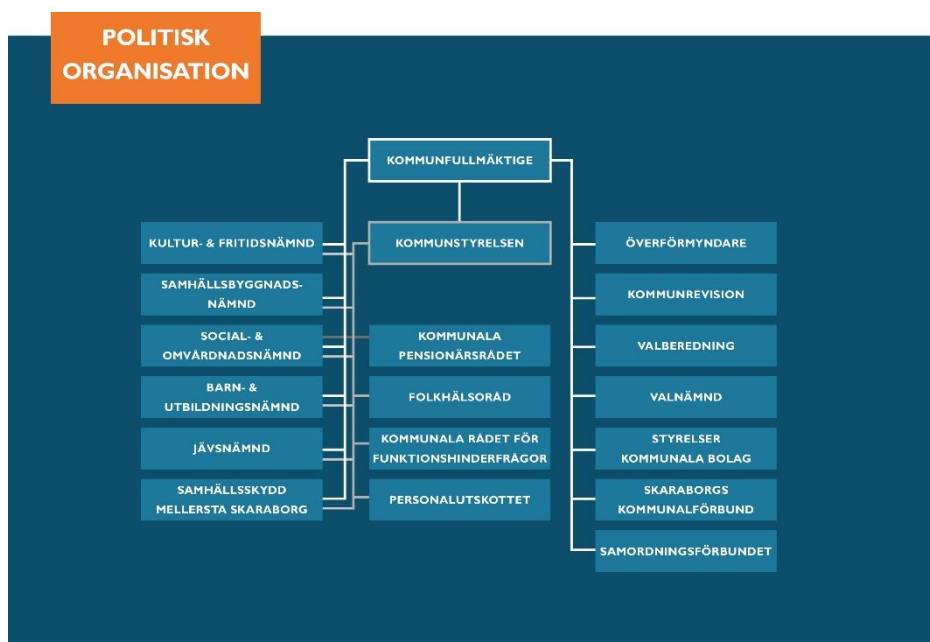 POLITISK
ORGANISATION
KOMMUNFULLMÄKTIGE
KULTUR- & FRITIDSNÄMND
KOMMUNSTYRELSEN
ÖVERFÖRMYNDARE
SAMHÄLLSBYGGNADS-
NÄMND
KOMMUNREVISION
SOCIAL- &
OMVÅRDNADSNÄMND
KOMMUNALA
PENSIONÄRSRÅDET
VALBEREDNING
BARN- &
UTBILDNINGSNÄMND
FOLKHÄLSORÅD
VALNÄMND
JÄVSNÄMND
KOMMUNALA RÅDET FÖR
FUNKTIONSHINDERFRÅGOR
STYRELSER
KOMMUNALA BOLAG
SAMHÄLLSSKYDD
MELLERSTA SKARABORG
PERSONALUTSKOTTET
SKARABORGS
KOMMUNALFÖRBUND
SAMORDNINGSFÖRBUNDET